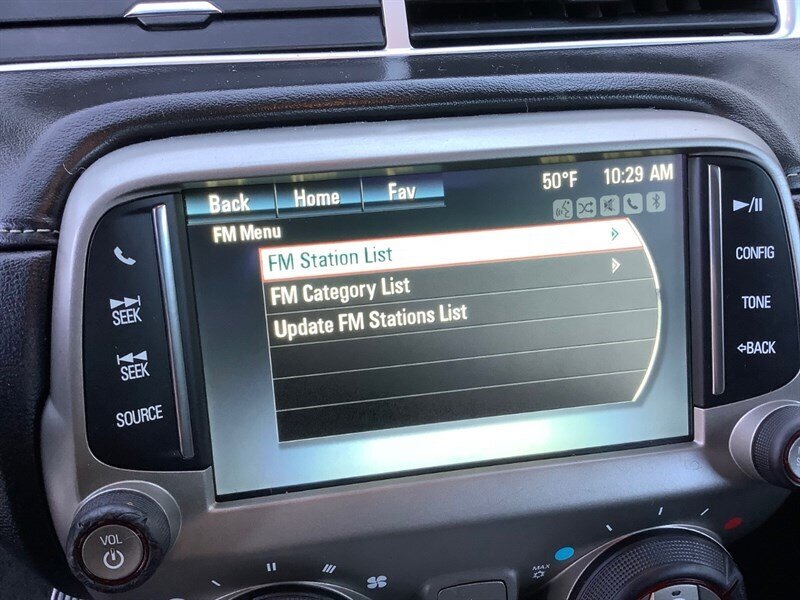 Back Home Fav 50°F 10:29 AM
FM Menu
FM Station List
FM Category List
Update FM Stations List
SEEK
SEEK
SOURCE
CONFIG
TONE
BACK
VOL
MAX